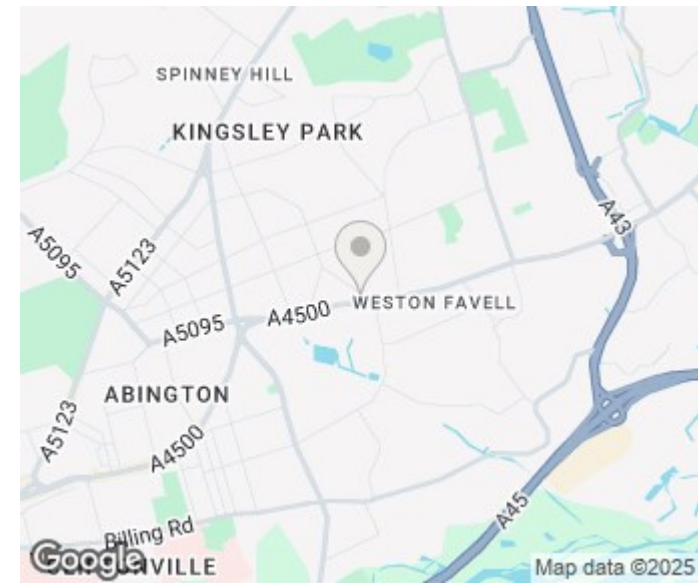 SPINNEY HILL
KINGSLEY PARK
A43
A5095
A5123
WESTON FAVELL
A4500
A5095
ABINGTON
A5123
A4500
A45
Billing Rd
Google
Map data ©2025